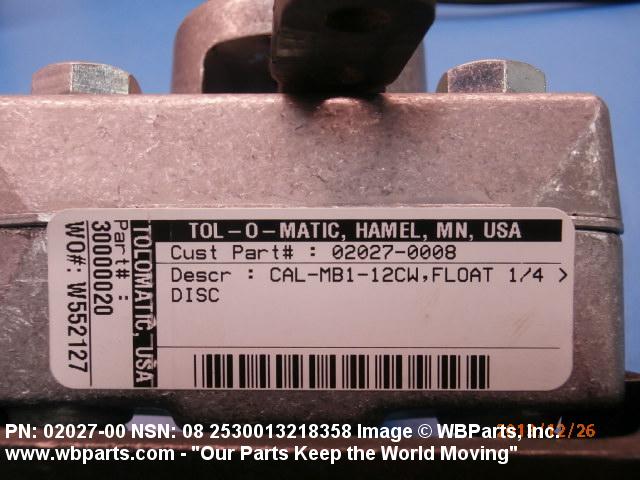 TOL-O-MATIC, HAMEL, MN, USA
Cust Part# : 02027-0008
Descr : CAL-MB1-12CW,FLOAT 1/4 >
DISC
TOLOMATIC, USA
Part# :
30000020
WO#: W552127
PN: 02027-00 NSN: 08 2530013218358 Image © WBParts, Inc.
www.wbparts.com - "Our Parts Keep the World Moving"